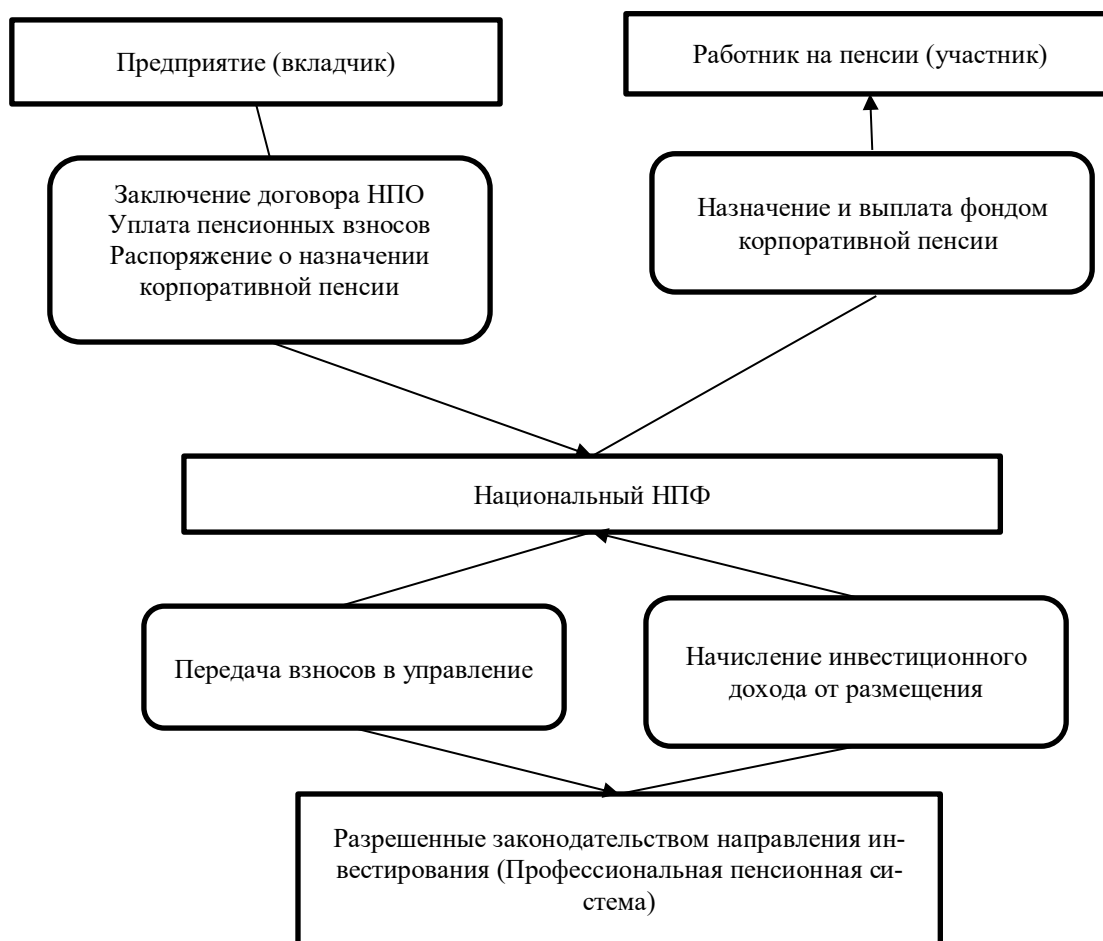 Предприятие (вкладчик)
Работник на пенсии (участник)
Заключение договора НПО
Уплата пенсионных взносов
Распоряжение о назначении
корпоративной пенсии
Назначение и выплата фондом
корпоративной пенсии
Национальный НПФ
Передача взносов в управление
Начисление инвестиционного
дохода от размещения
Разрешенные законодательством направления ин-
вестирования (Профессиональная пенсионная си-
стема)